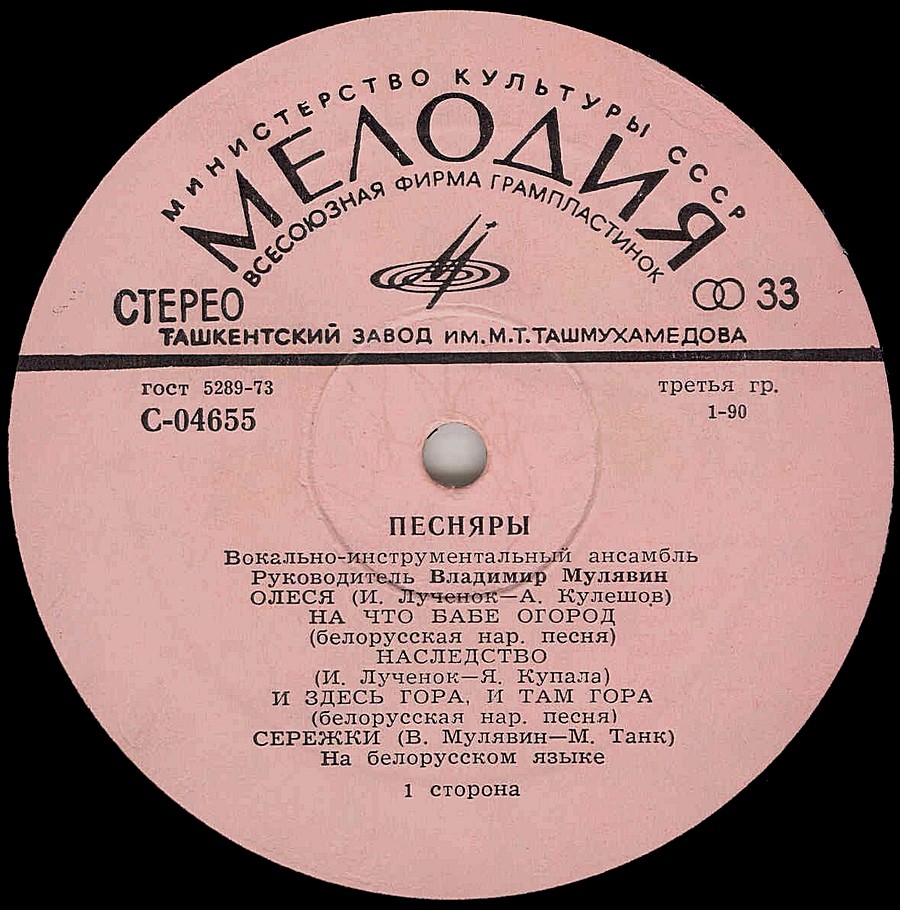 МИНИСТЕРСТВО КУЛЬТУРЫ СССР
МЕЛОДИЯ
ВСЕСОЮЗНАЯ ФИРМА ГРАМПЛАСТИНОК
СТЕРЕО
33
ТАШКЕНТСКИЙ ЗАВОД ИМ. М.Т.ТАШМУХАМЕДОВА
гост 5289-73
третья гр.
С-04655
1-90
ПЕСНЯРЫ
Вокально-инструментальный ансамбль
Руководитель Владимир Мулявин
ОЛЕСЯ (И. Лученок—А. Кулешов)
НА ЧТО БАБЕ ОГОРОД
(белорусская нар. песня)
НАСЛЕДСТВО
(И. Лученок—Я. Купала)
И ЗДЕСЬ ГОРА, И ТАМ ГОРА
(белорусская нар. песня)
СЕРЕЖКИ (В. Мулявин—М. Танк)
На белорусском языке
1 сторона